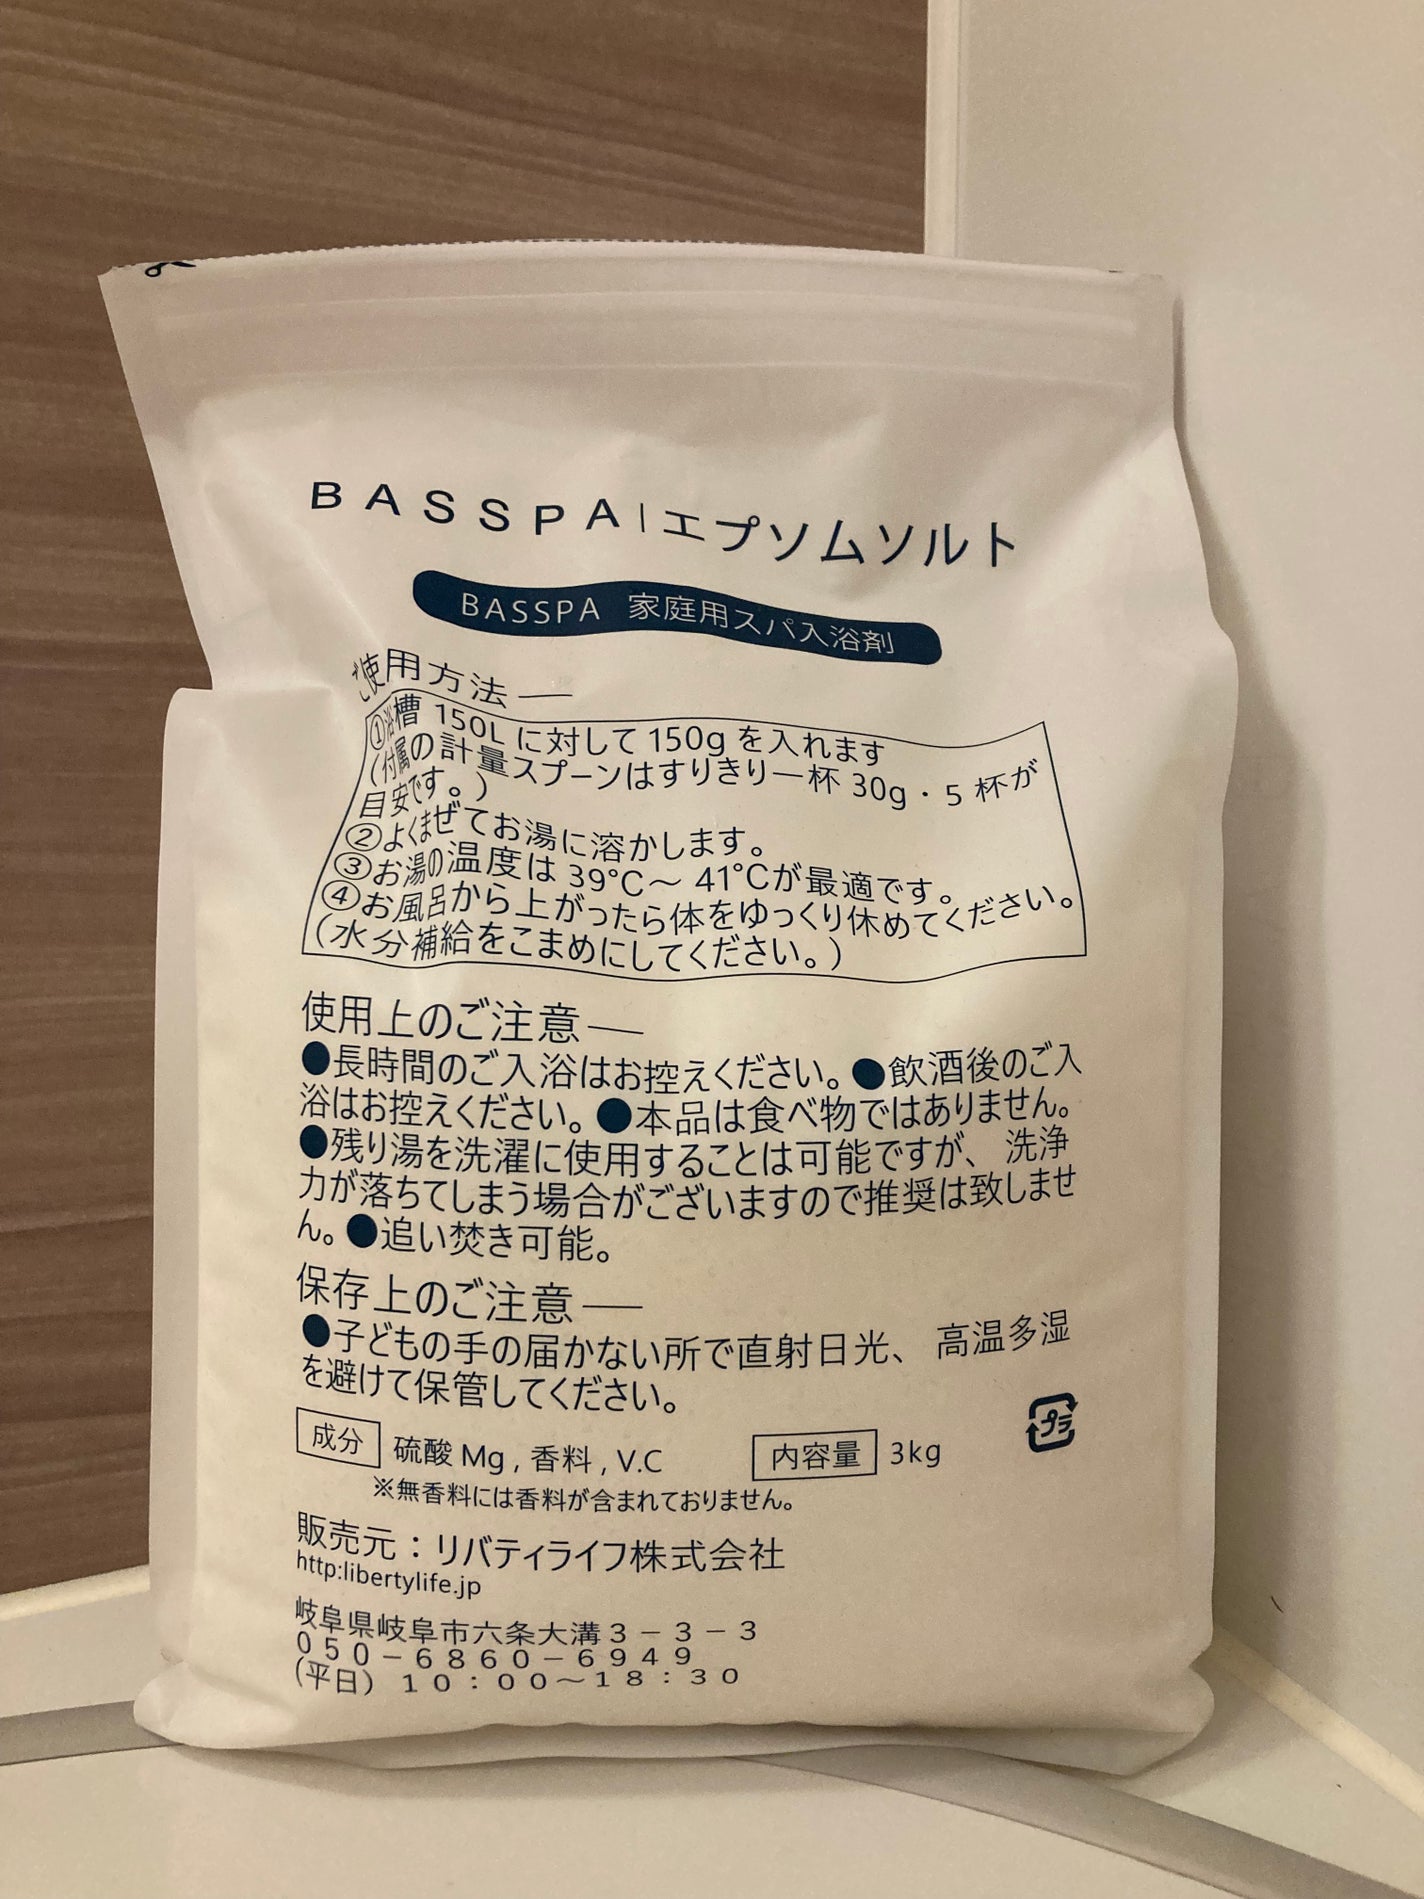 BASSPA|エプソムソルト
BASSPA 家庭用スパ入浴剤
ご使用方法―
①浴槽 150L に対して 150g を入れます
（付属の計量スプーンはすりきり一杯 30g・5 杯が
目安です。）
②よくまぜてお湯に溶かします。
③お湯の温度は 39℃～ 41℃が最適です。
④お風呂から上がったら体をゆっくり休めてください。
（水分補給をこまめにしてください。）
使用上のご注意―
●長時間のご入浴はお控えください。●飲酒後のご入
浴はお控えください。●本品は食べ物ではありません。
●残り湯を洗濯に使用することは可能ですが、洗浄
力が落ちてしまう場合がございますので推奨は致しませ
ん。●追い焚き可能。
保存上のご注意―
●子どもの手の届かない所で直射日光、高温多湿
を避けて保管してください。
プラ
成分 硫酸 Mg , 香料 , V.C 内容量 3kg
※無香料には香料が含まれておりません。
販売元：リバティライフ株式会社
http:libertylife.jp
岐阜県岐阜市六条大溝３－３－３
０５０－６８６０－６９４９
（平日）１０：００～１８：３０